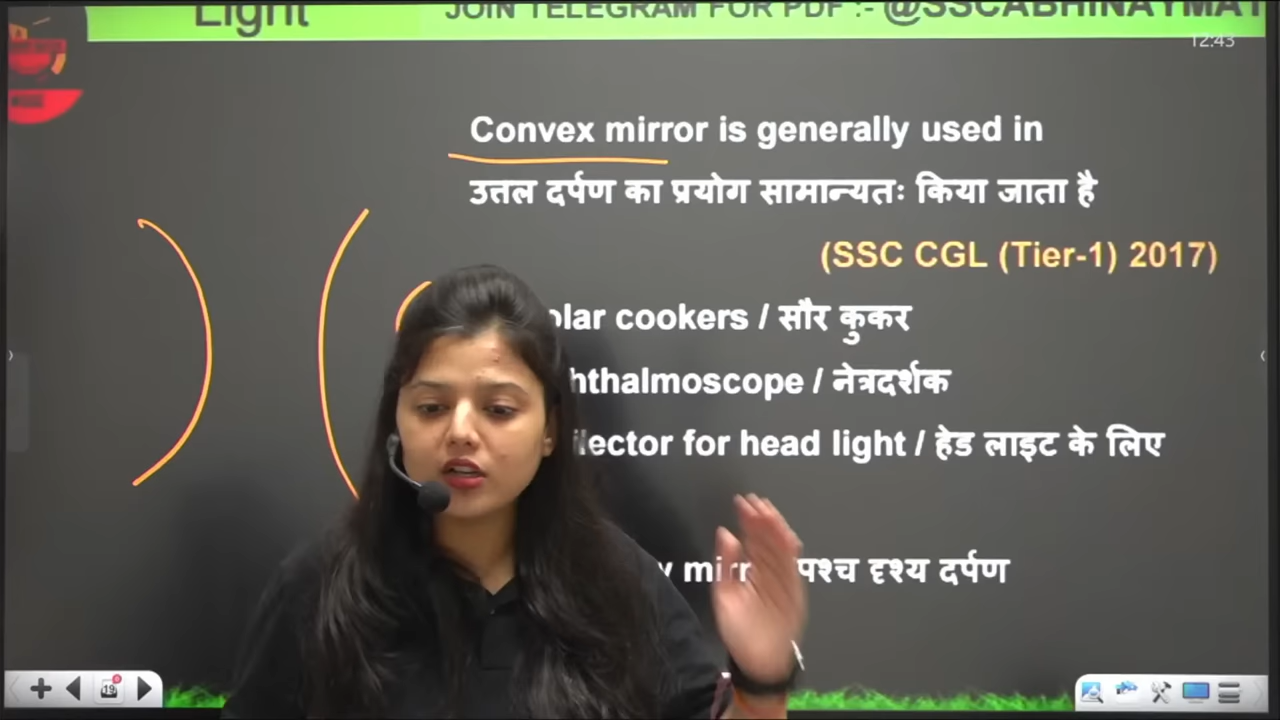 Light
JOIN TELEGRAM FOR PDF :- @SSCABHINAYMAT
12:43
Convex mirror is generally used in
उत्तल दर्पण का प्रयोग सामान्यतः किया जाता है
(SSC CGL (Tier-1) 2017)
olar cookers / सौर कुकर
hthalmoscope / नेत्रदर्शक
lector for head light / हेड लाइट के लिए
mirr पश्च दृश्य दर्पण
19